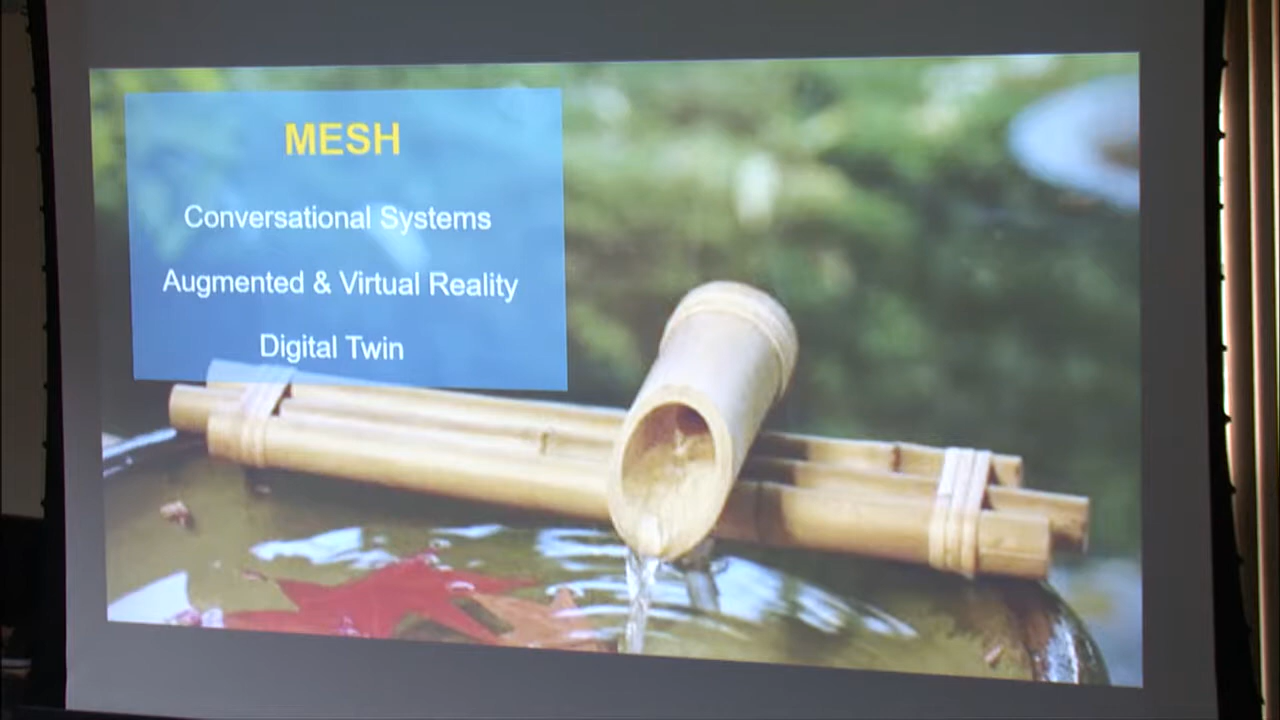 MESH
Conversational Systems
Augmented & Virtual Reality
Digital Twin